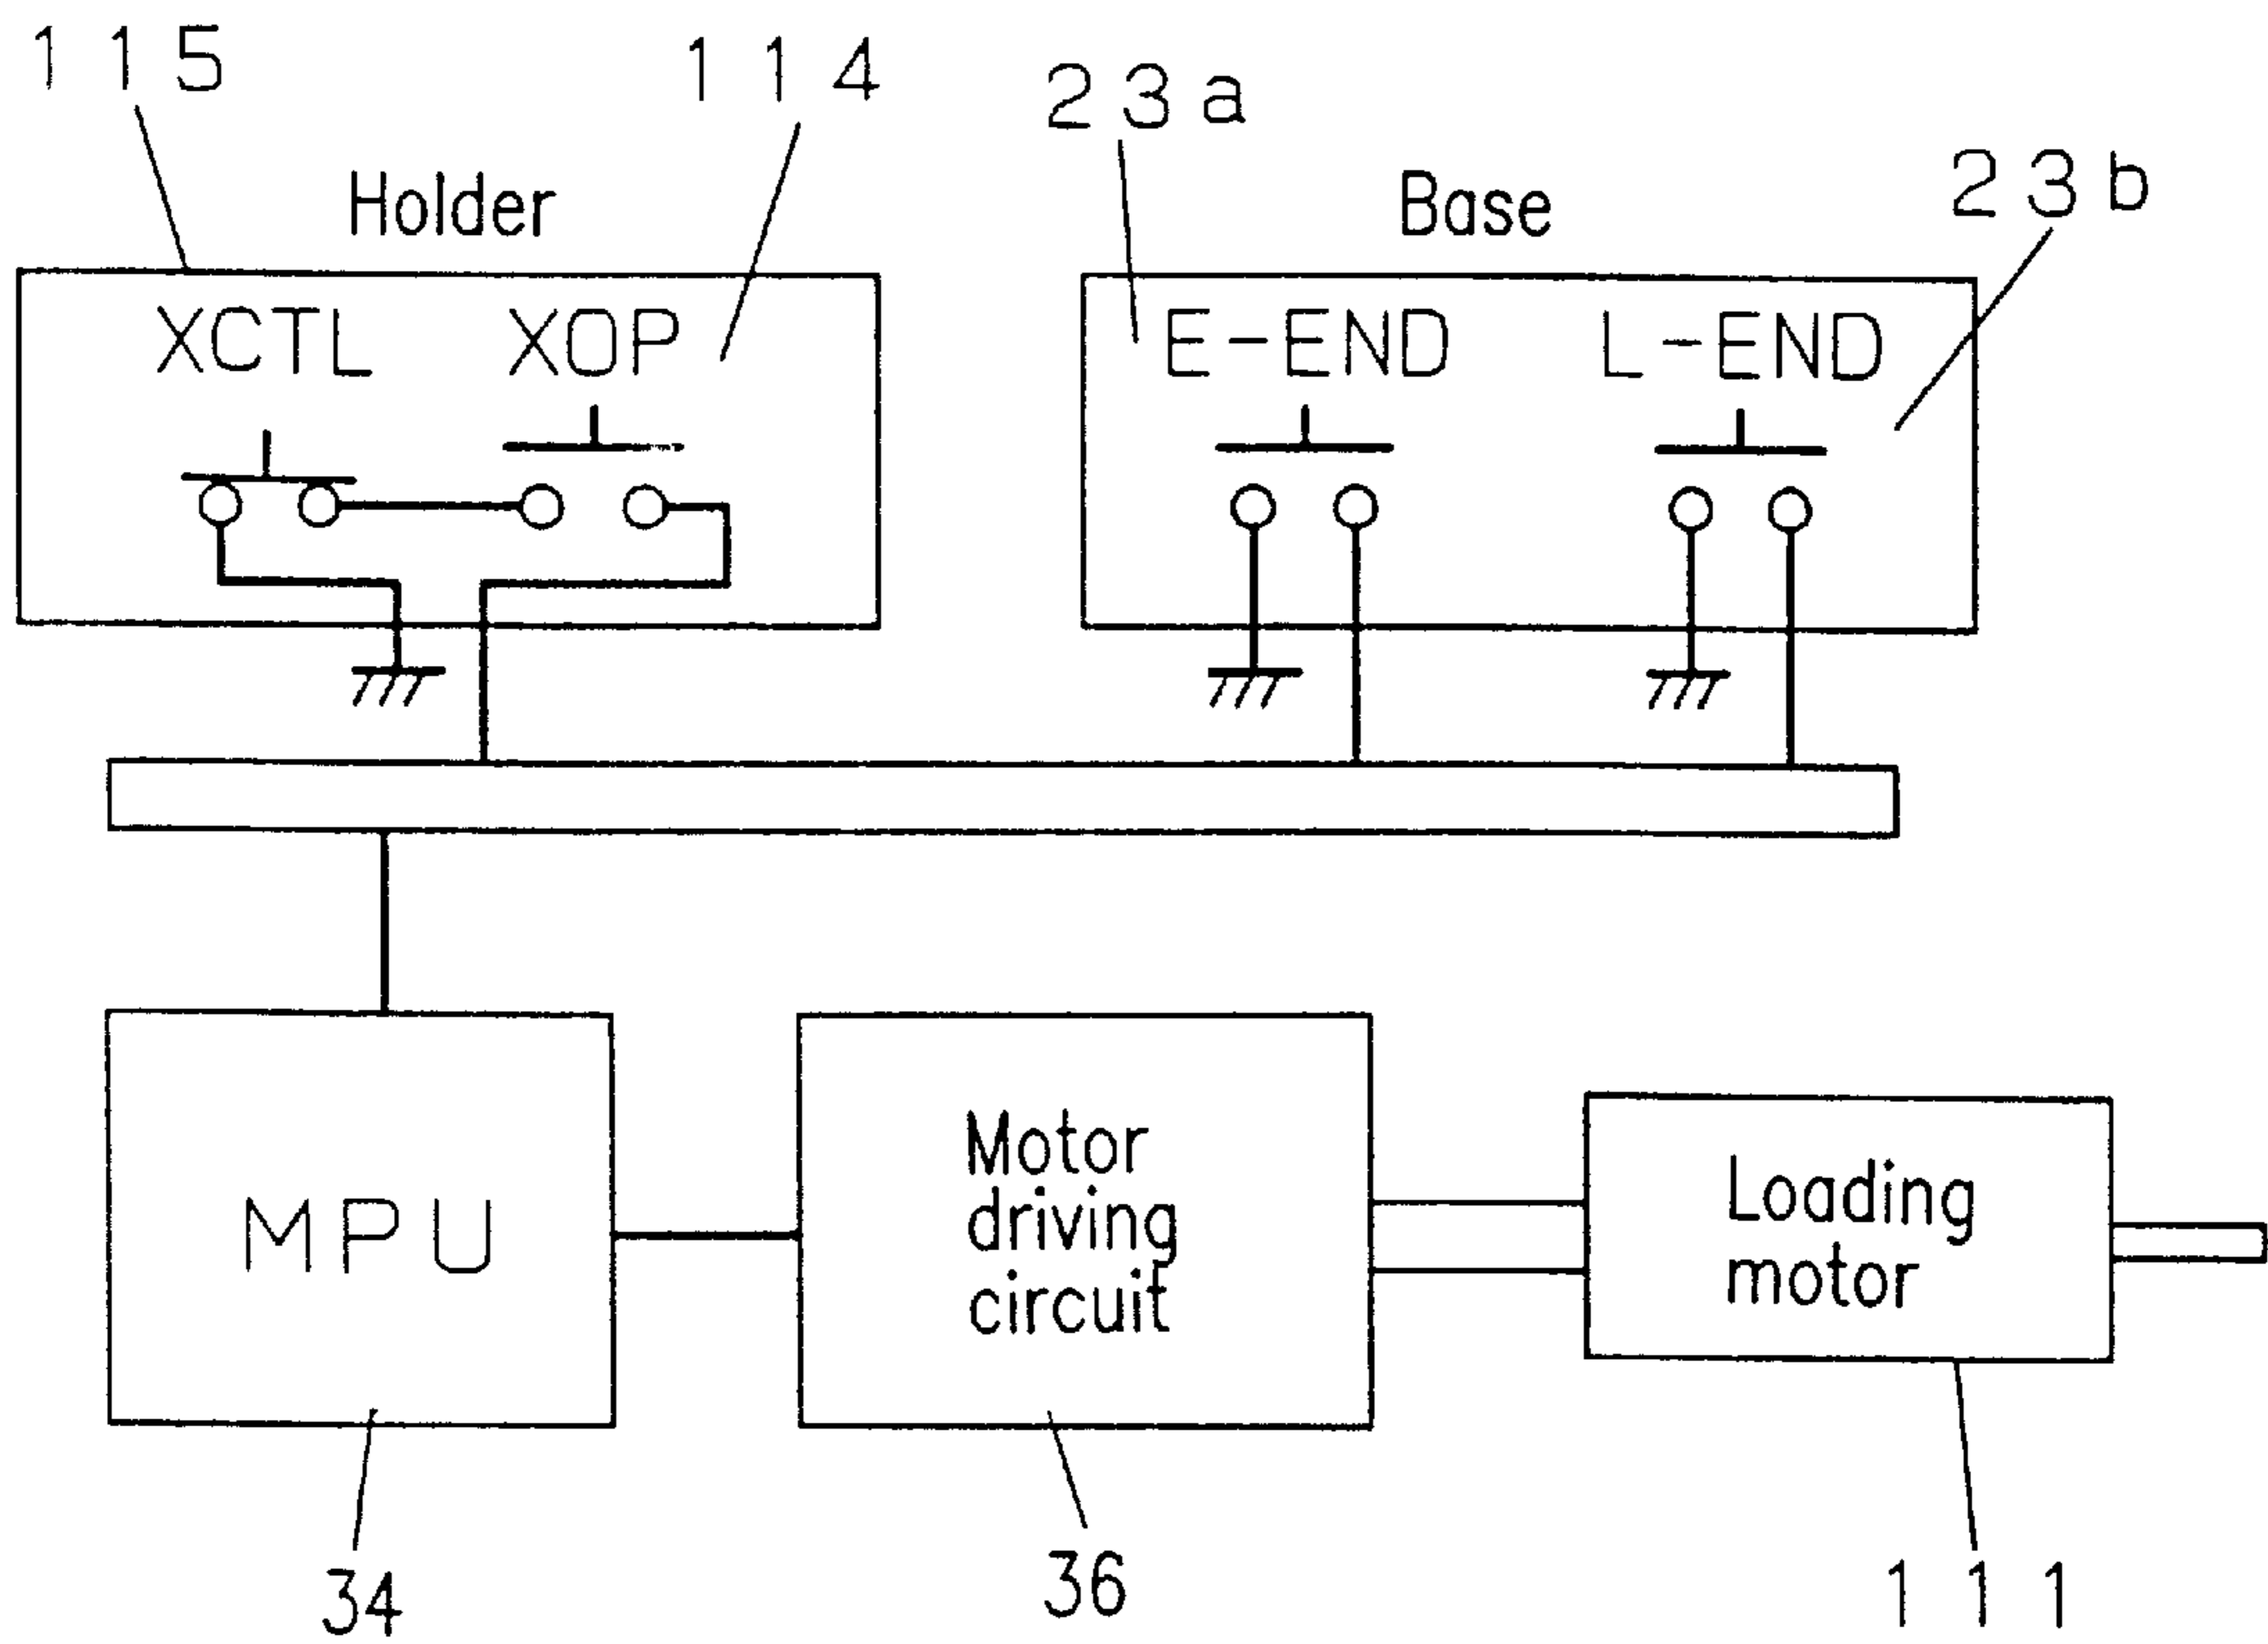 115
114
23a
23b
Holder
Base
XCTL
XOP
E-END
L-END
MPU
Motor
driving
circuit
Loading
motor
34
36
111